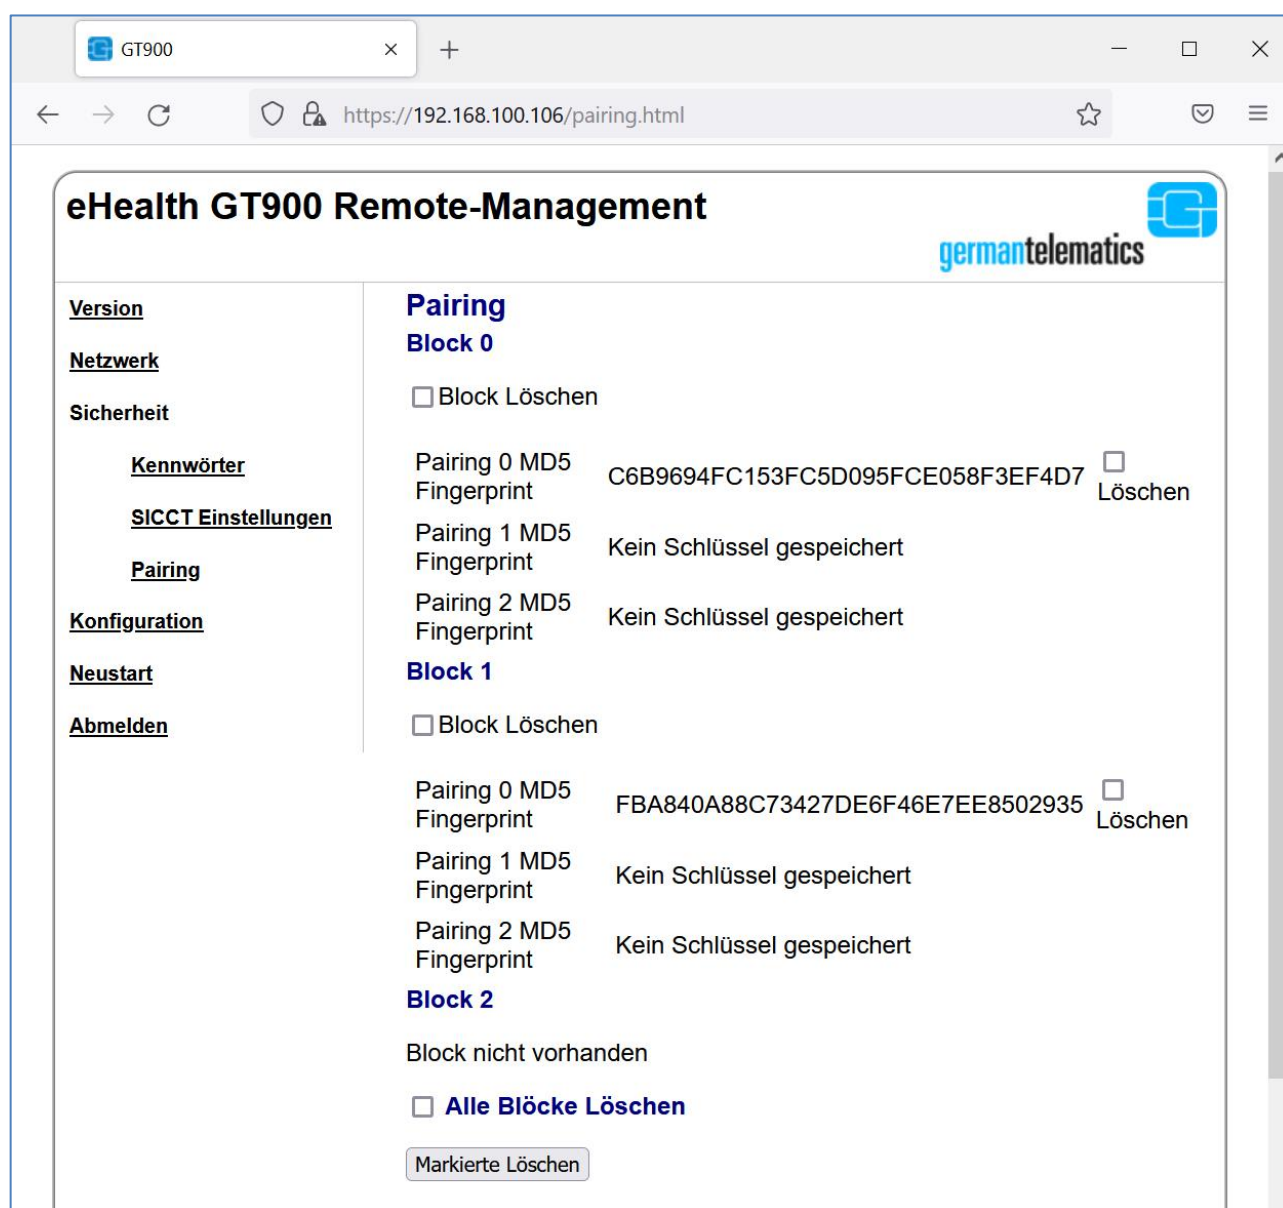 GT900
https://192.168.100.106/pairing.html
eHealth GT900 Remote-Management
germantelematics
Version
Netzwerk
Sicherheit
Kennwörter
SICCT Einstellungen
Pairing
Konfiguration
Neustart
Abmelden
Pairing
Block 0
Block Löschen
Pairing 0 MD5
Fingerprint
C6B9694FC153FC5D095FCE058F3EF4D7
Löschen
Pairing 1 MD5
Fingerprint
Kein Schlüssel gespeichert
Pairing 2 MD5
Fingerprint
Kein Schlüssel gespeichert
Block 1
Block Löschen
Pairing 0 MD5
Fingerprint
FBA840A88C73427DE6F46E7EE8502935
Löschen
Pairing 1 MD5
Fingerprint
Kein Schlüssel gespeichert
Pairing 2 MD5
Fingerprint
Kein Schlüssel gespeichert
Block 2
Block nicht vorhanden
Alle Blöcke Löschen
Markierte Löschen